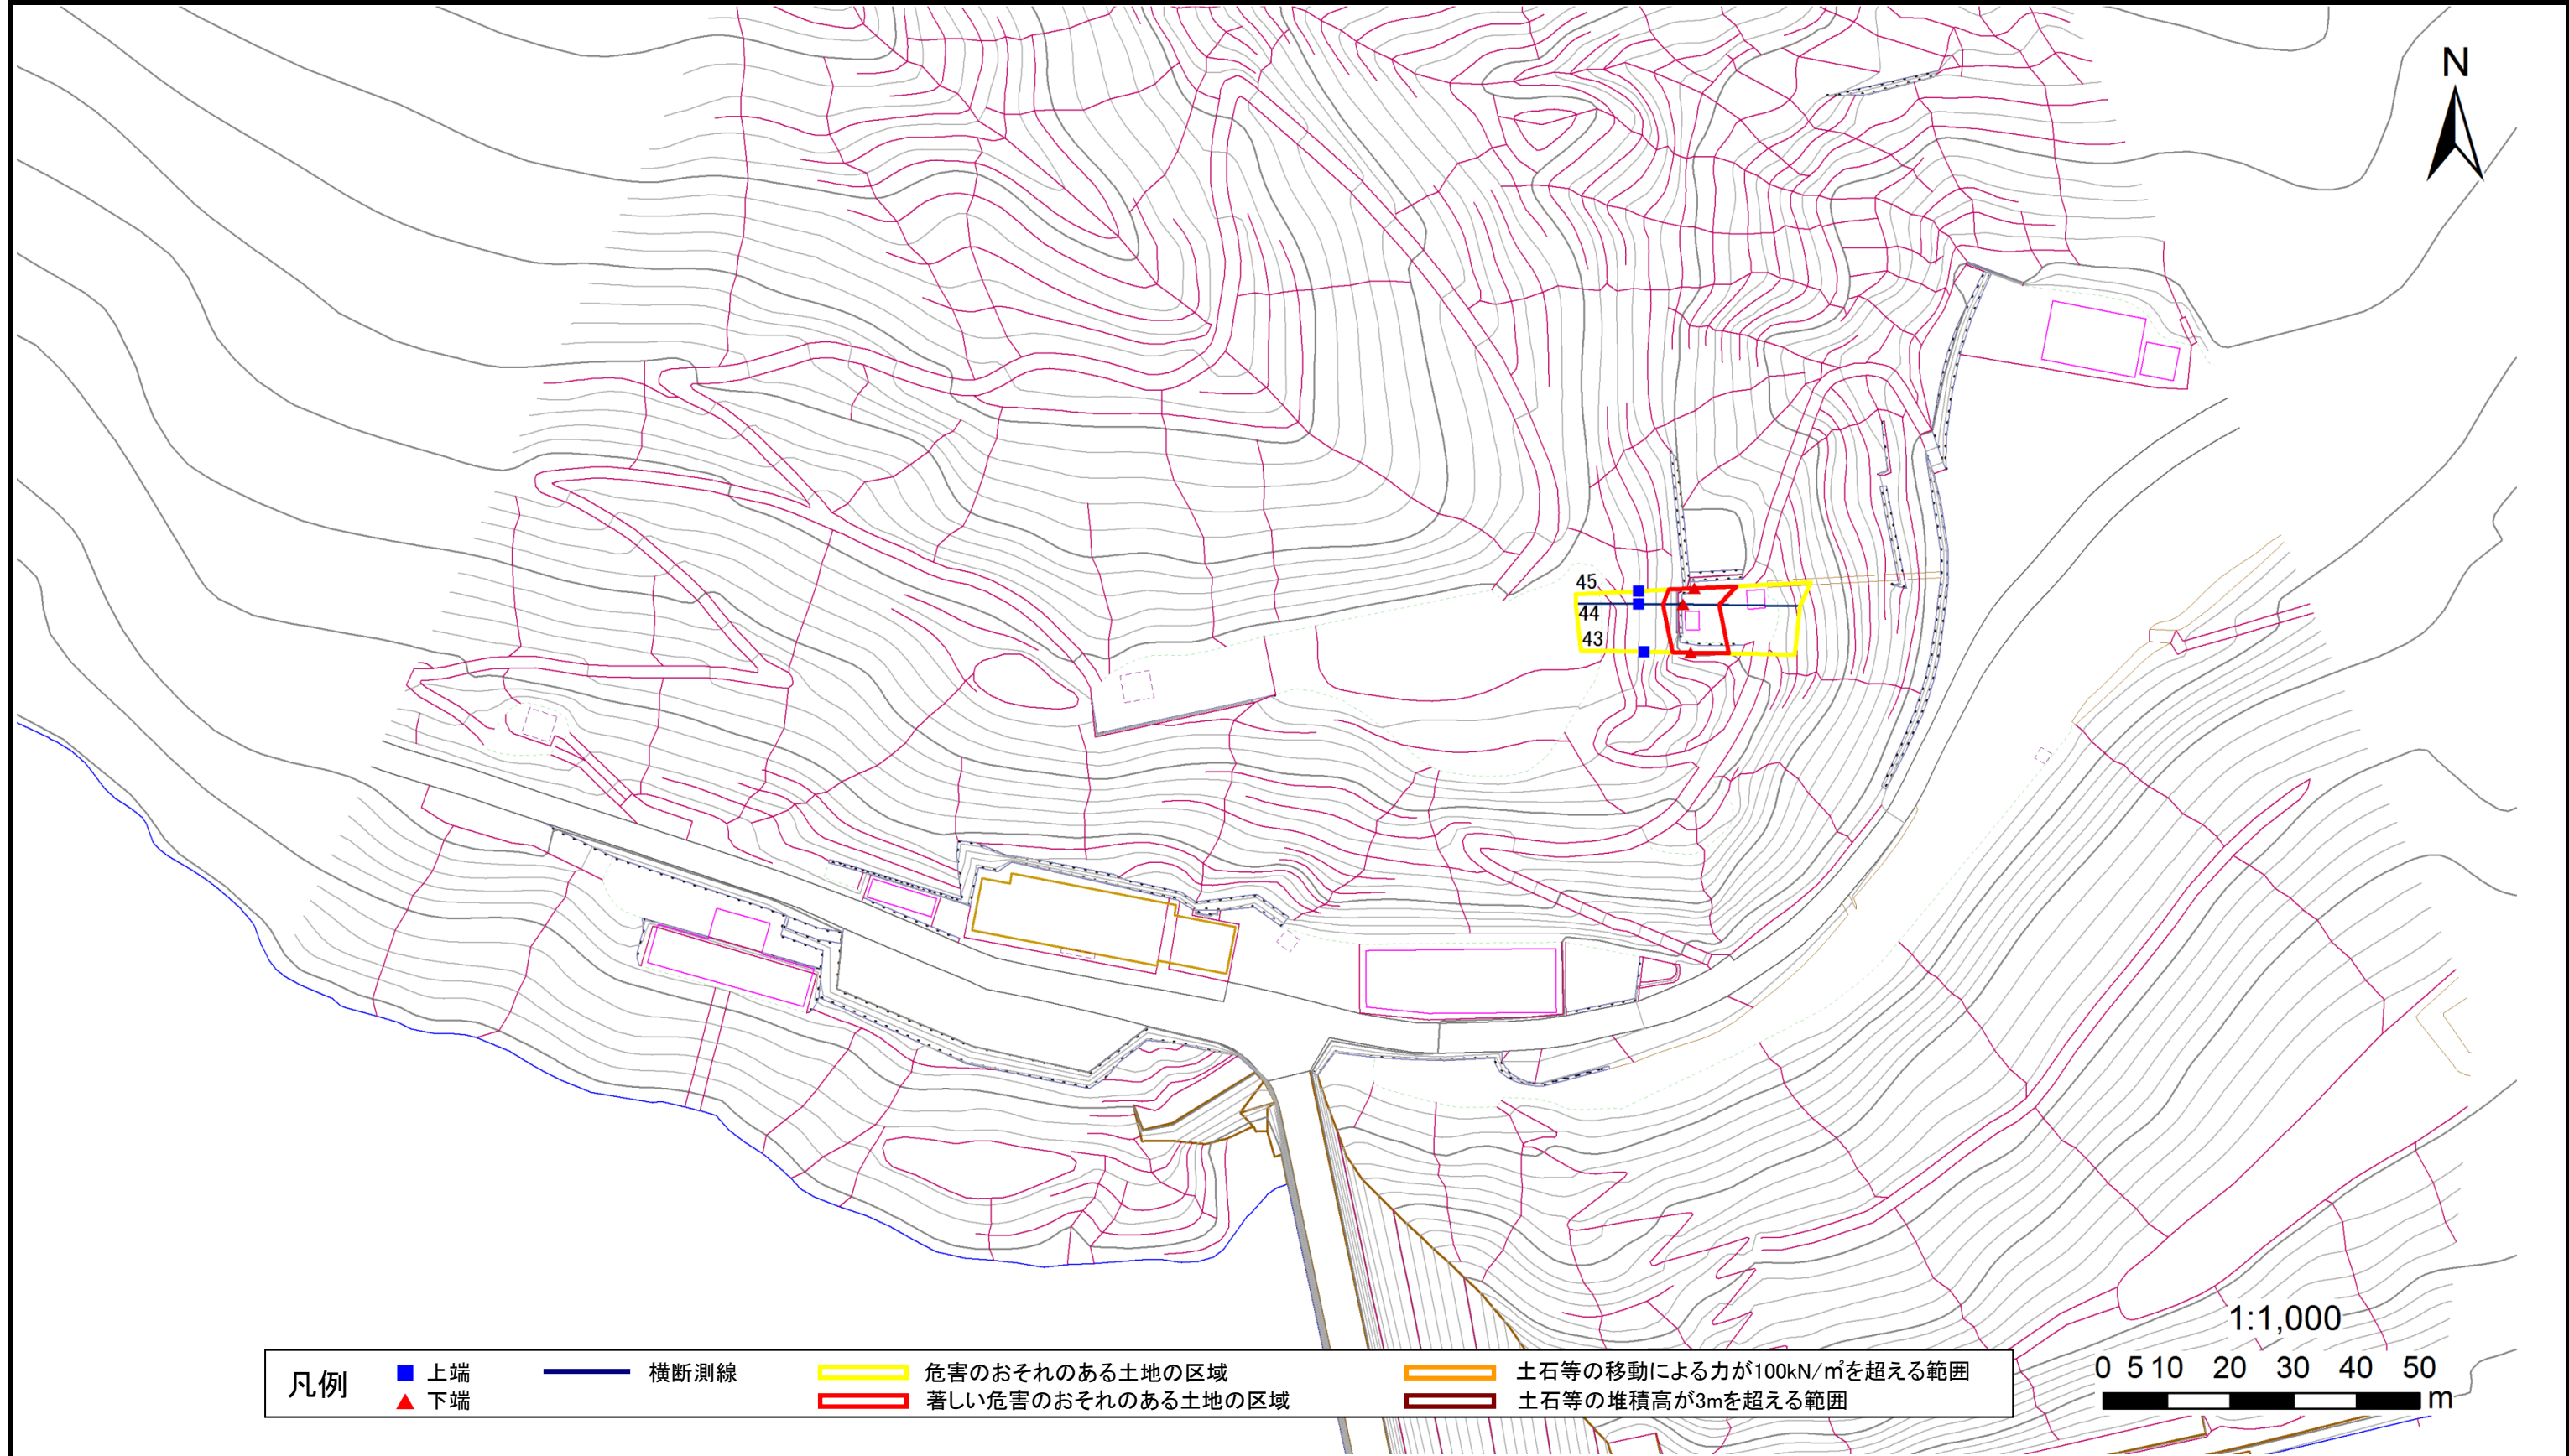 N
45
44
43
1:1,000
凡例
上端
横断測線
危害のおそれのある土地の区域
土石等の移動による力が100kN/㎡を超える範囲
下端
著しい危害のおそれのある土地の区域
土石等の堆積高が3mを超える範囲
0 5 10 20 30 40 50
m